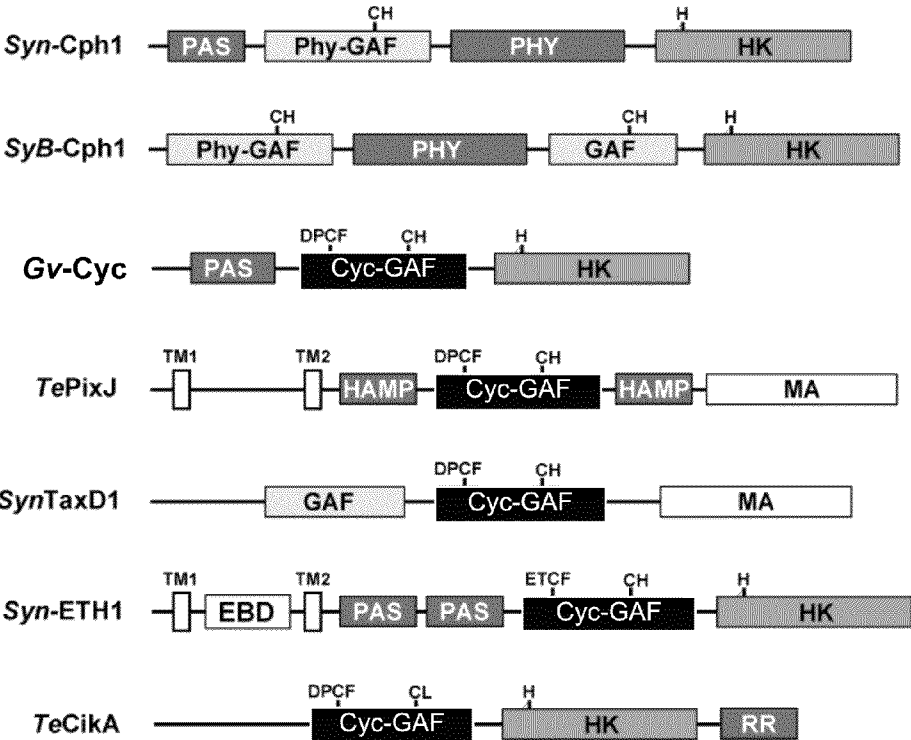 CH H
Syn-Cph1 PAS Phy-GAF PHY HK
CH CH H
SyB-Cph1 Phy-GAF PHY GAF HK
DPCF CH H
Gv-Cyc PAS Cyc-GAF HK
TM1 TM2 DPCF CH
TePixJ HAMP Cyc-GAF HAMP MA
DPCF CH
SynTaxD1 GAF Cyc-GAF MA
TM1 TM2 ETCF CH H
Syn-ETH1 EBD PAS PAS Cyc-GAF HK
DPCF CL H
TeCikA Cyc-GAF HK RR